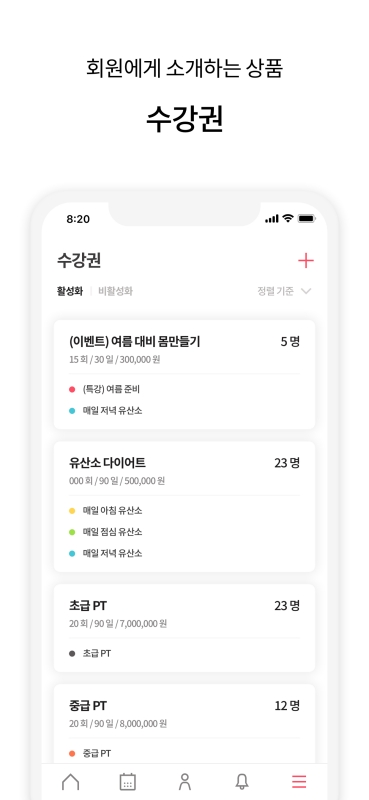 회원에게 소개하는 상품
수강권
8:20
수강권
활성화 | 비활성화 정렬 기준
(이벤트) 여름 대비 몸만들기 5 명
15 회 / 30 일 / 300,000 원
(특강) 여름 준비
매일 저녁 유산소
유산소 다이어트 23 명
000 회 / 90 일 / 500,000 원
매일 아침 유산소
매일 점심 유산소
매일 저녁 유산소
초급 PT 23 명
20 회 / 90 일 / 7,000,000 원
초급 PT
중급 PT 12 명
20 회 / 90 일 / 8,000,000 원
중급 PT